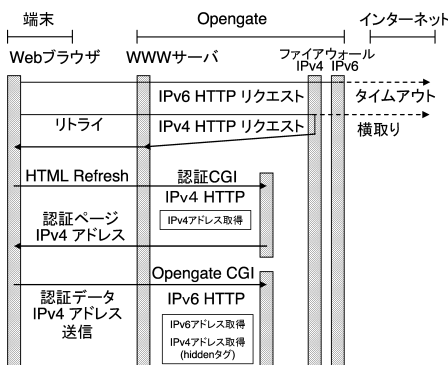 端末
Opengate
インターネット
Webブラウザ
WWWサーバ
ファイアウォール
IPv4
IPv6
IPv6 HTTP リクエスト
タイムアウト
リトライ
IPv4 HTTP リクエスト
横取り
HTML Refresh
認証CGI
IPv4 HTTP
IPv4アドレス取得
認証ページ
IPv4 アドレス
Opengate CGI
認証データ
IPv4 アドレス
送信
IPv6 HTTP
IPv6アドレス取得
IPv4アドレス取得
(hiddenタグ)